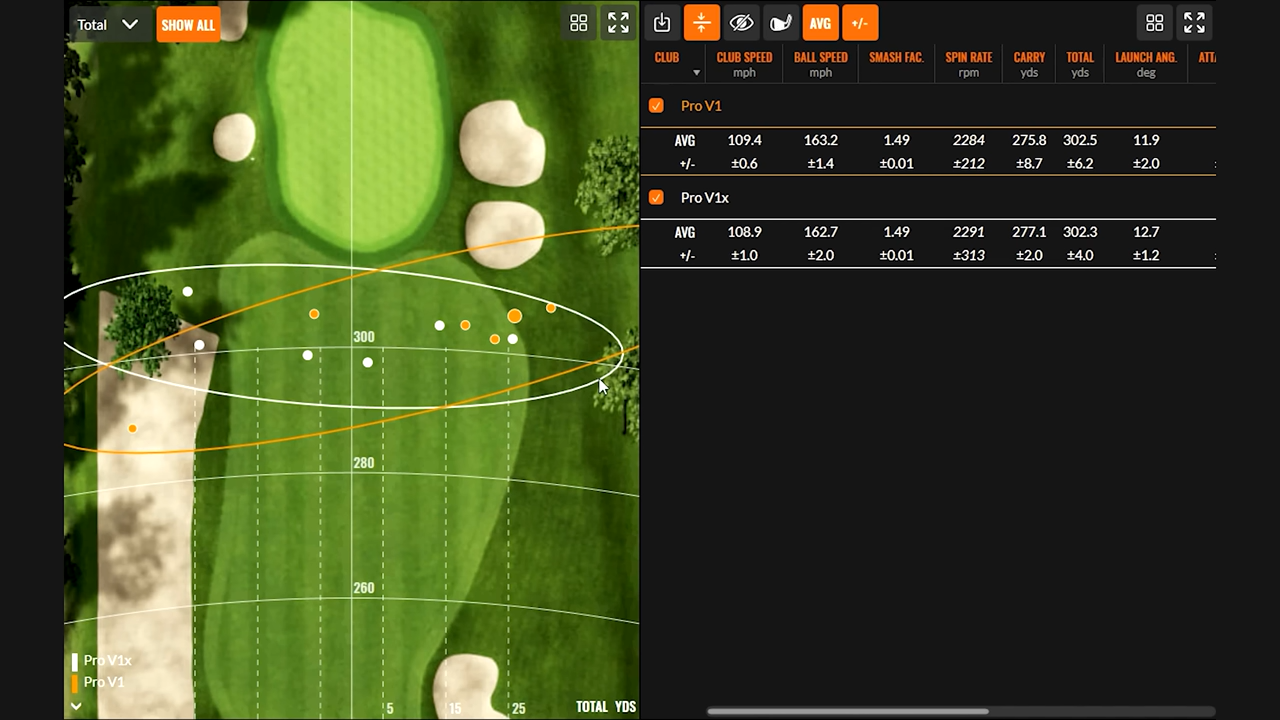 Total
SHOW ALL
AVG
+/-
CLUB CLUB SPEED BALL SPEED SMASH FAC. SPIN RATE CARRY TOTAL LAUNCH ANG. ATTA
mph mph rpm yds yds deg
Pro V1
AVG 109.4 163.2 1.49 2284 275.8 302.5 11.9
+/- ±0.6 ±1.4 ±0.01 ±212 ±8.7 ±6.2 ±2.0
Pro V1x
AVG 108.9 162.7 1.49 2291 277.1 302.3 12.7
+/- ±1.0 ±2.0 ±0.01 ±313 ±2.0 ±4.0 ±1.2
300
280
260
Pro V1x
Pro V1
5 15 25
TOTAL YDS